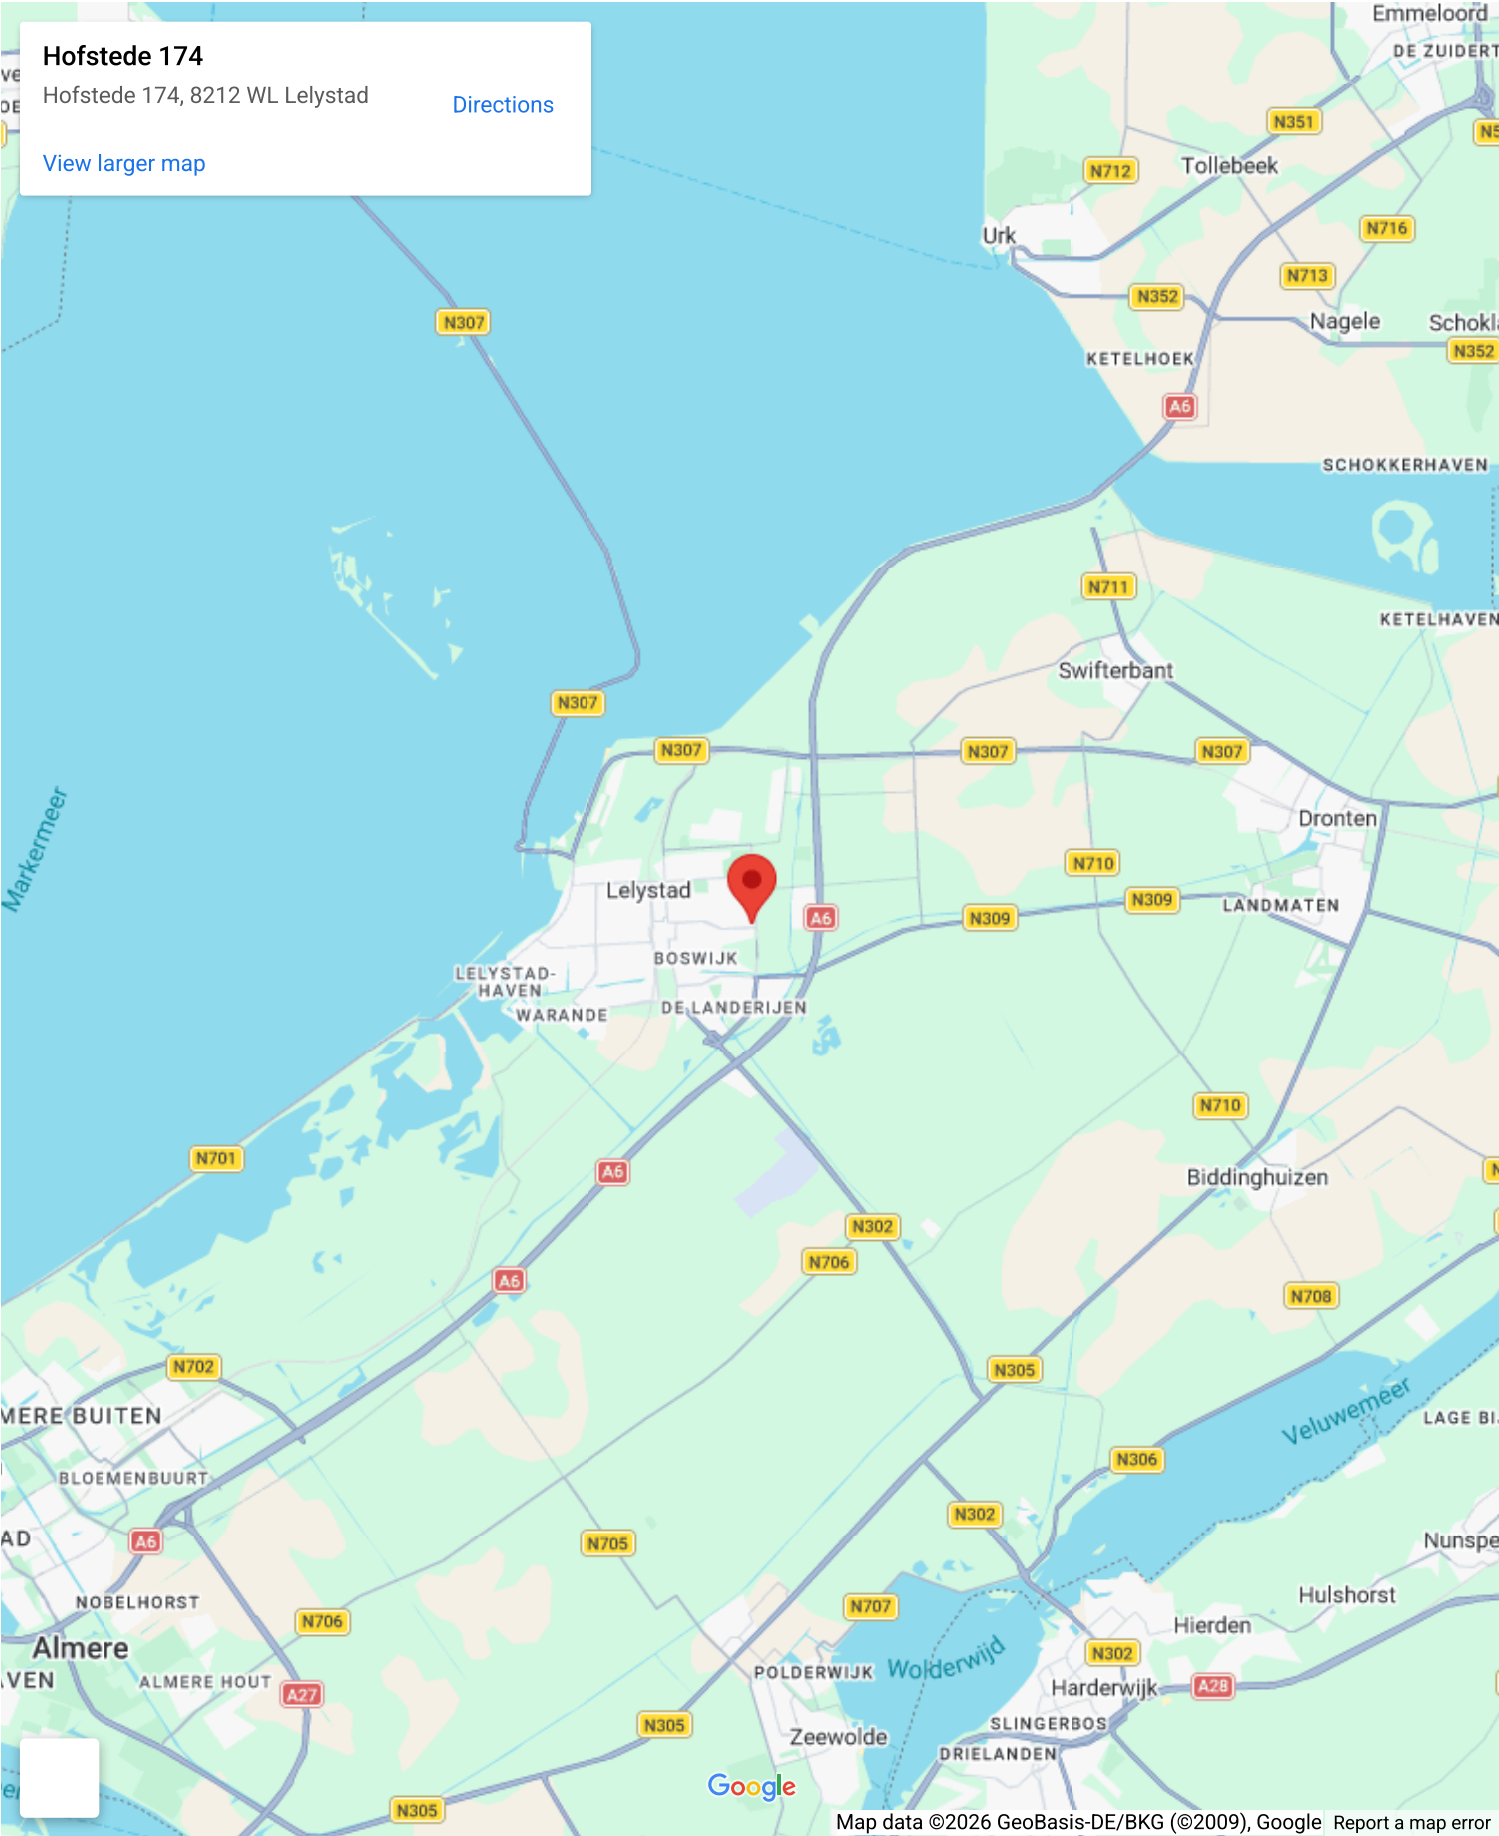 Hofstede 174
Hofstede 174, 8212 WL Lelystad
Directions
View larger map
Emmeloord
DE ZUIDERT
N351
Tollebeek
N712
N716
Urk
N713
N352
N307
Nagele
Schokl
N352
KETELHOEK
A6
SCHOKKERHAVEN
N711
KETELHAVEN
Swifterbant
N307
N307
N307
N307
Markermeer
Dronten
N710
Lelystad
N309
LANDMATEN
A6
N309
BOSWIJK
LELYSTAD-
HAVEN
WARANDE
DE LANDERIJEN
N710
N701
A6
Biddinghuizen
N302
N706
A6
N708
N702
N305
Veluwemeer
MERE BUITEN
LAGE BI
N306
BLOEMENBUURT
N302
AD
A6
N705
Nunspe
NOBELHORST
Hulshorst
N706
N707
Hierden
Almere
Wolderwijd
N302
AVEN
ALMERE HOUT
POLDERWIJK
A27
Harderwijk
A28
N305
SLINGERBOS
Zeewolde
DRIELANDEN
Google
N305
Map data ©2026 GeoBasis-DE/BKG (©2009), Google
Report a map error